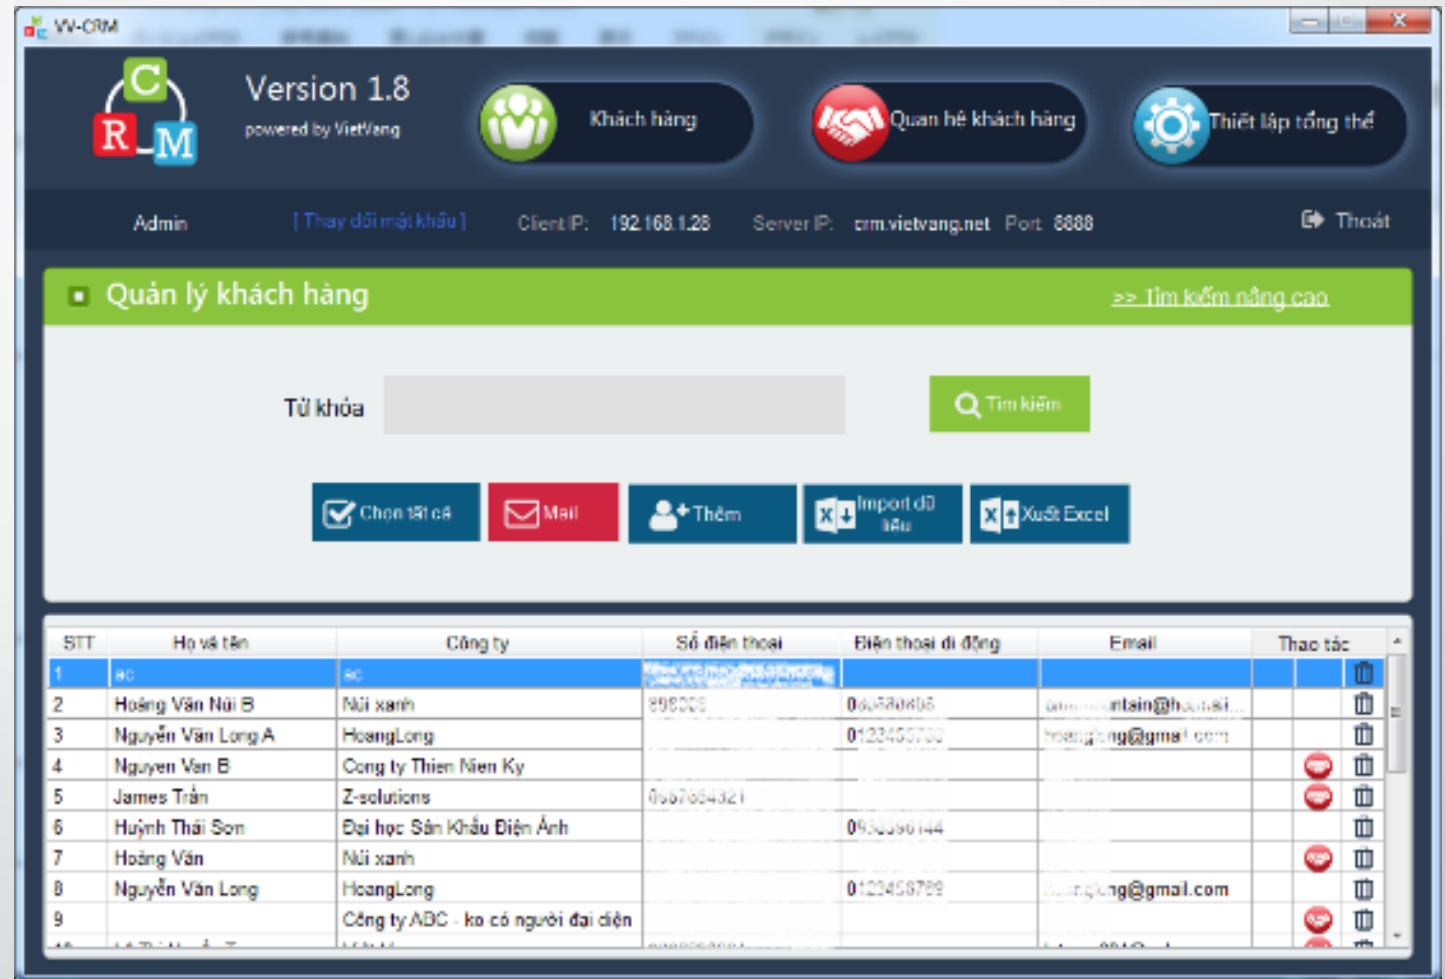 VV-CRM
C
R M
Version 1.8
powered by VietVang
Khách hàng
Quan hệ khách hàng
Thiết lập tổng thể
Admin
[ Thay đổi mật khẩu ]
Client IP: 192.168.1.28
Server IP: crm.vietvang.net Port: 8888
Thoát
Quản lý khách hàng
>> Tìm kiếm nâng cao
Từ khóa
Tìm kiếm
Chọn tất cả
Mail
Thêm
Import dữ
liệu
Xuất Excel
STT Họ và tên Công ty Số điện thoại Điện thoại di động Email Thao tác
1 ac ac
2 Hoàng Văn Núi B Núi xanh
3 Nguyễn Văn Long A HoangLong
4 Nguyen Van B Cong ty Thien Nien Ky
5 James Trần Z-solutions
6 Huỳnh Thái Sơn Đại học Sân Khấu Điện Ảnh
7 Hoàng Văn Núi xanh
8 Nguyễn Văn Long HoangLong
9 Công ty ABC - ko có người đại diện